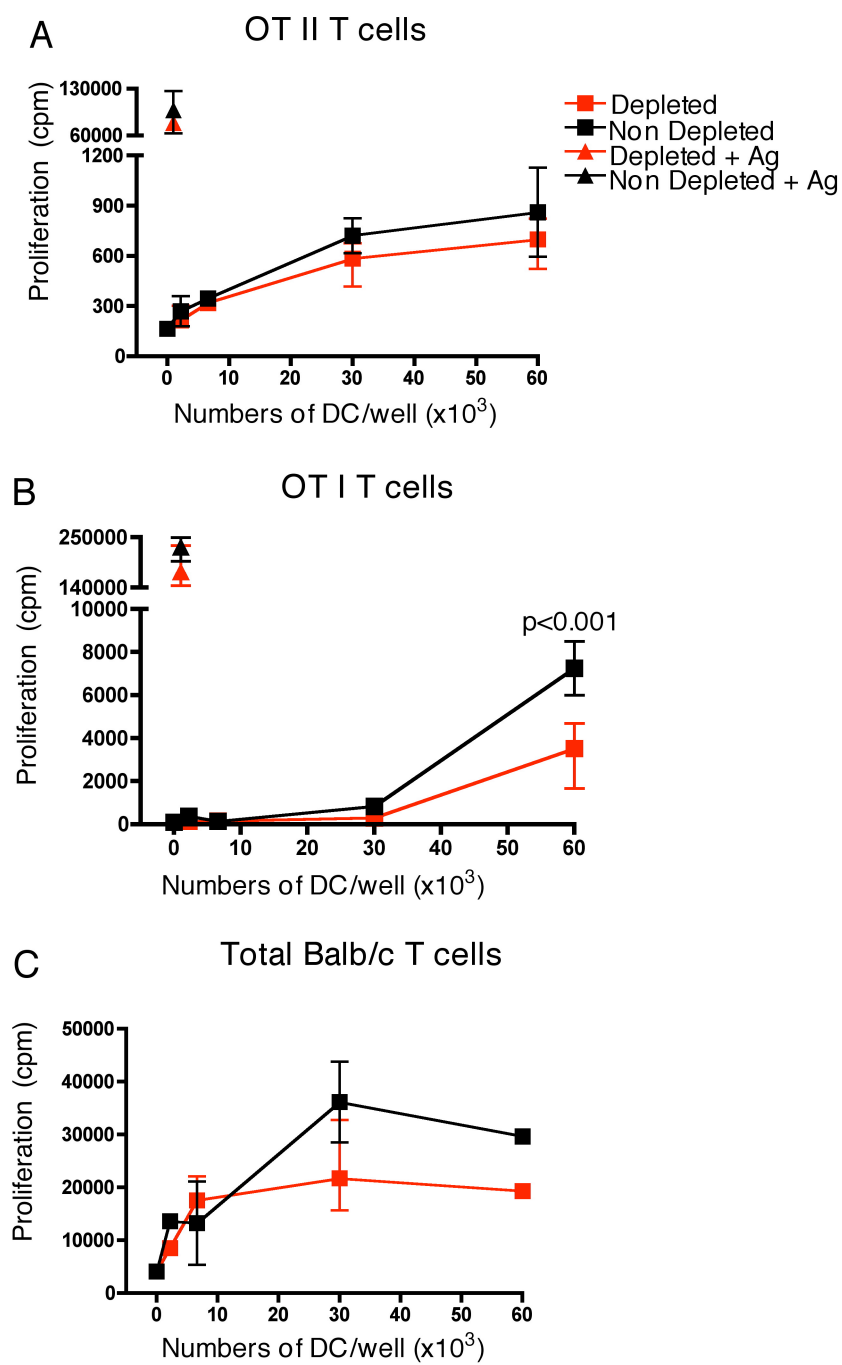 A
OT II T cells
Proliferation (cpm)
130000
60000
1200
900
600
300
0
0 10 20 30 40 50 60
Numbers of DC/well (x10³)
Depleted
Non Depleted
Depleted + Ag
Non Depleted + Ag
B
OT I T cells
Proliferation (cpm)
250000
140000
10000
8000
6000
4000
2000
0
p<0.001
0 10 20 30 40 50 60
Numbers of DC/well (x10³)
C
Total Balb/c T cells
Proliferation (cpm)
50000
40000
30000
20000
10000
0
0 10 20 30 40 50 60
Numbers of DC/well (x10³)